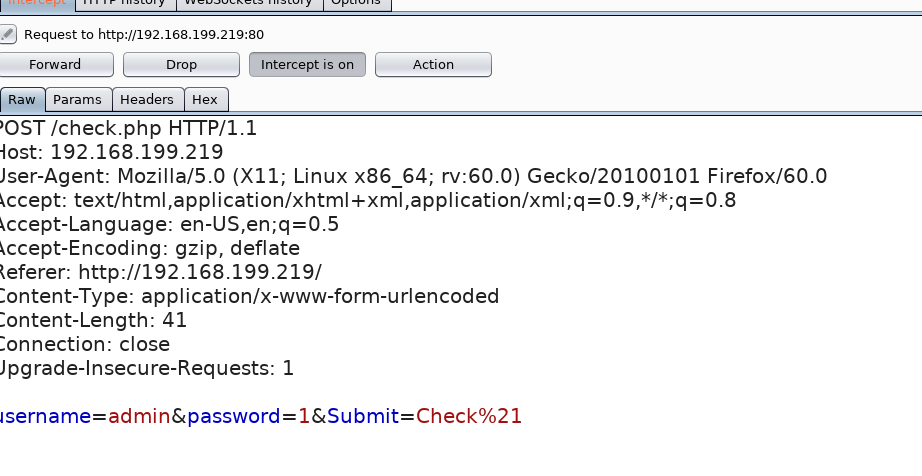 Intercept HTTP history WebSockets history Options
Request to http://192.168.199.219:80
Forward Drop Intercept is on Action
Raw Params Headers Hex
POST /check.php HTTP/1.1
Host: 192.168.199.219
User-Agent: Mozilla/5.0 (X11; Linux x86_64; rv:60.0) Gecko/20100101 Firefox/60.0
Accept: text/html,application/xhtml+xml,application/xml;q=0.9,*/*;q=0.8
Accept-Language: en-US,en;q=0.5
Accept-Encoding: gzip, deflate
Referer: http://192.168.199.219/
Content-Type: application/x-www-form-urlencoded
Content-Length: 41
Connection: close
Upgrade-Insecure-Requests: 1
username=admin&password=1&Submit=Check%21